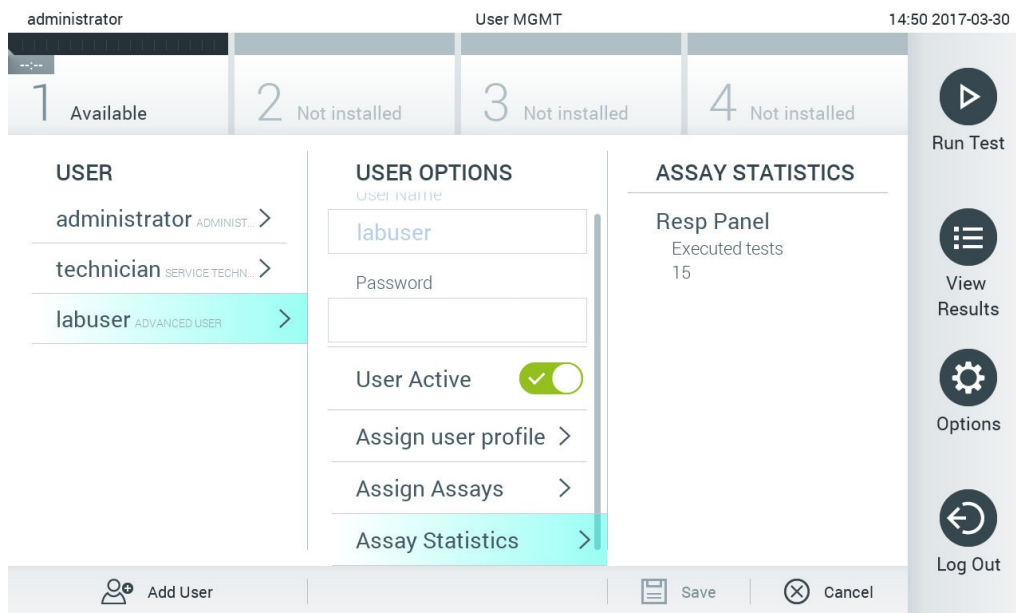 administrator
User MGMT
14:50 2017-03-30
--:--
1 Available
2 Not installed
3 Not installed
4 Not installed
Run Test
View
Results
Options
Log Out
USER
administrator ADMINIST...
technician SERVICE TECHN...
labuser ADVANCED USER
USER OPTIONS
User Name
labuser
Password
User Active
Assign user profile
Assign Assays
Assay Statistics
ASSAY STATISTICS
Resp Panel
Executed tests
15
Add User
Save
Cancel